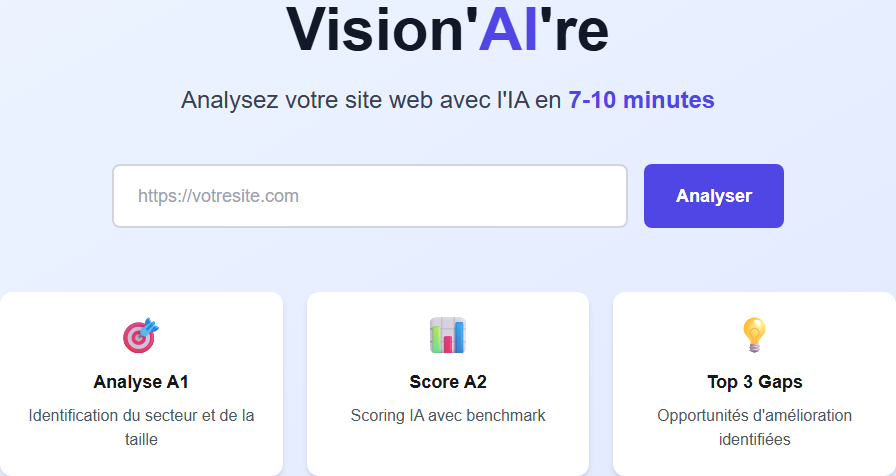 Vision'AI're
Analysez votre site web avec l'IA en 7-10 minutes
https://votresite.com
Analyser
Analyse A1
Identification du secteur et de la
taille
Score A2
Scoring IA avec benchmark
Top 3 Gaps
Opportunités d'amélioration
identifiées